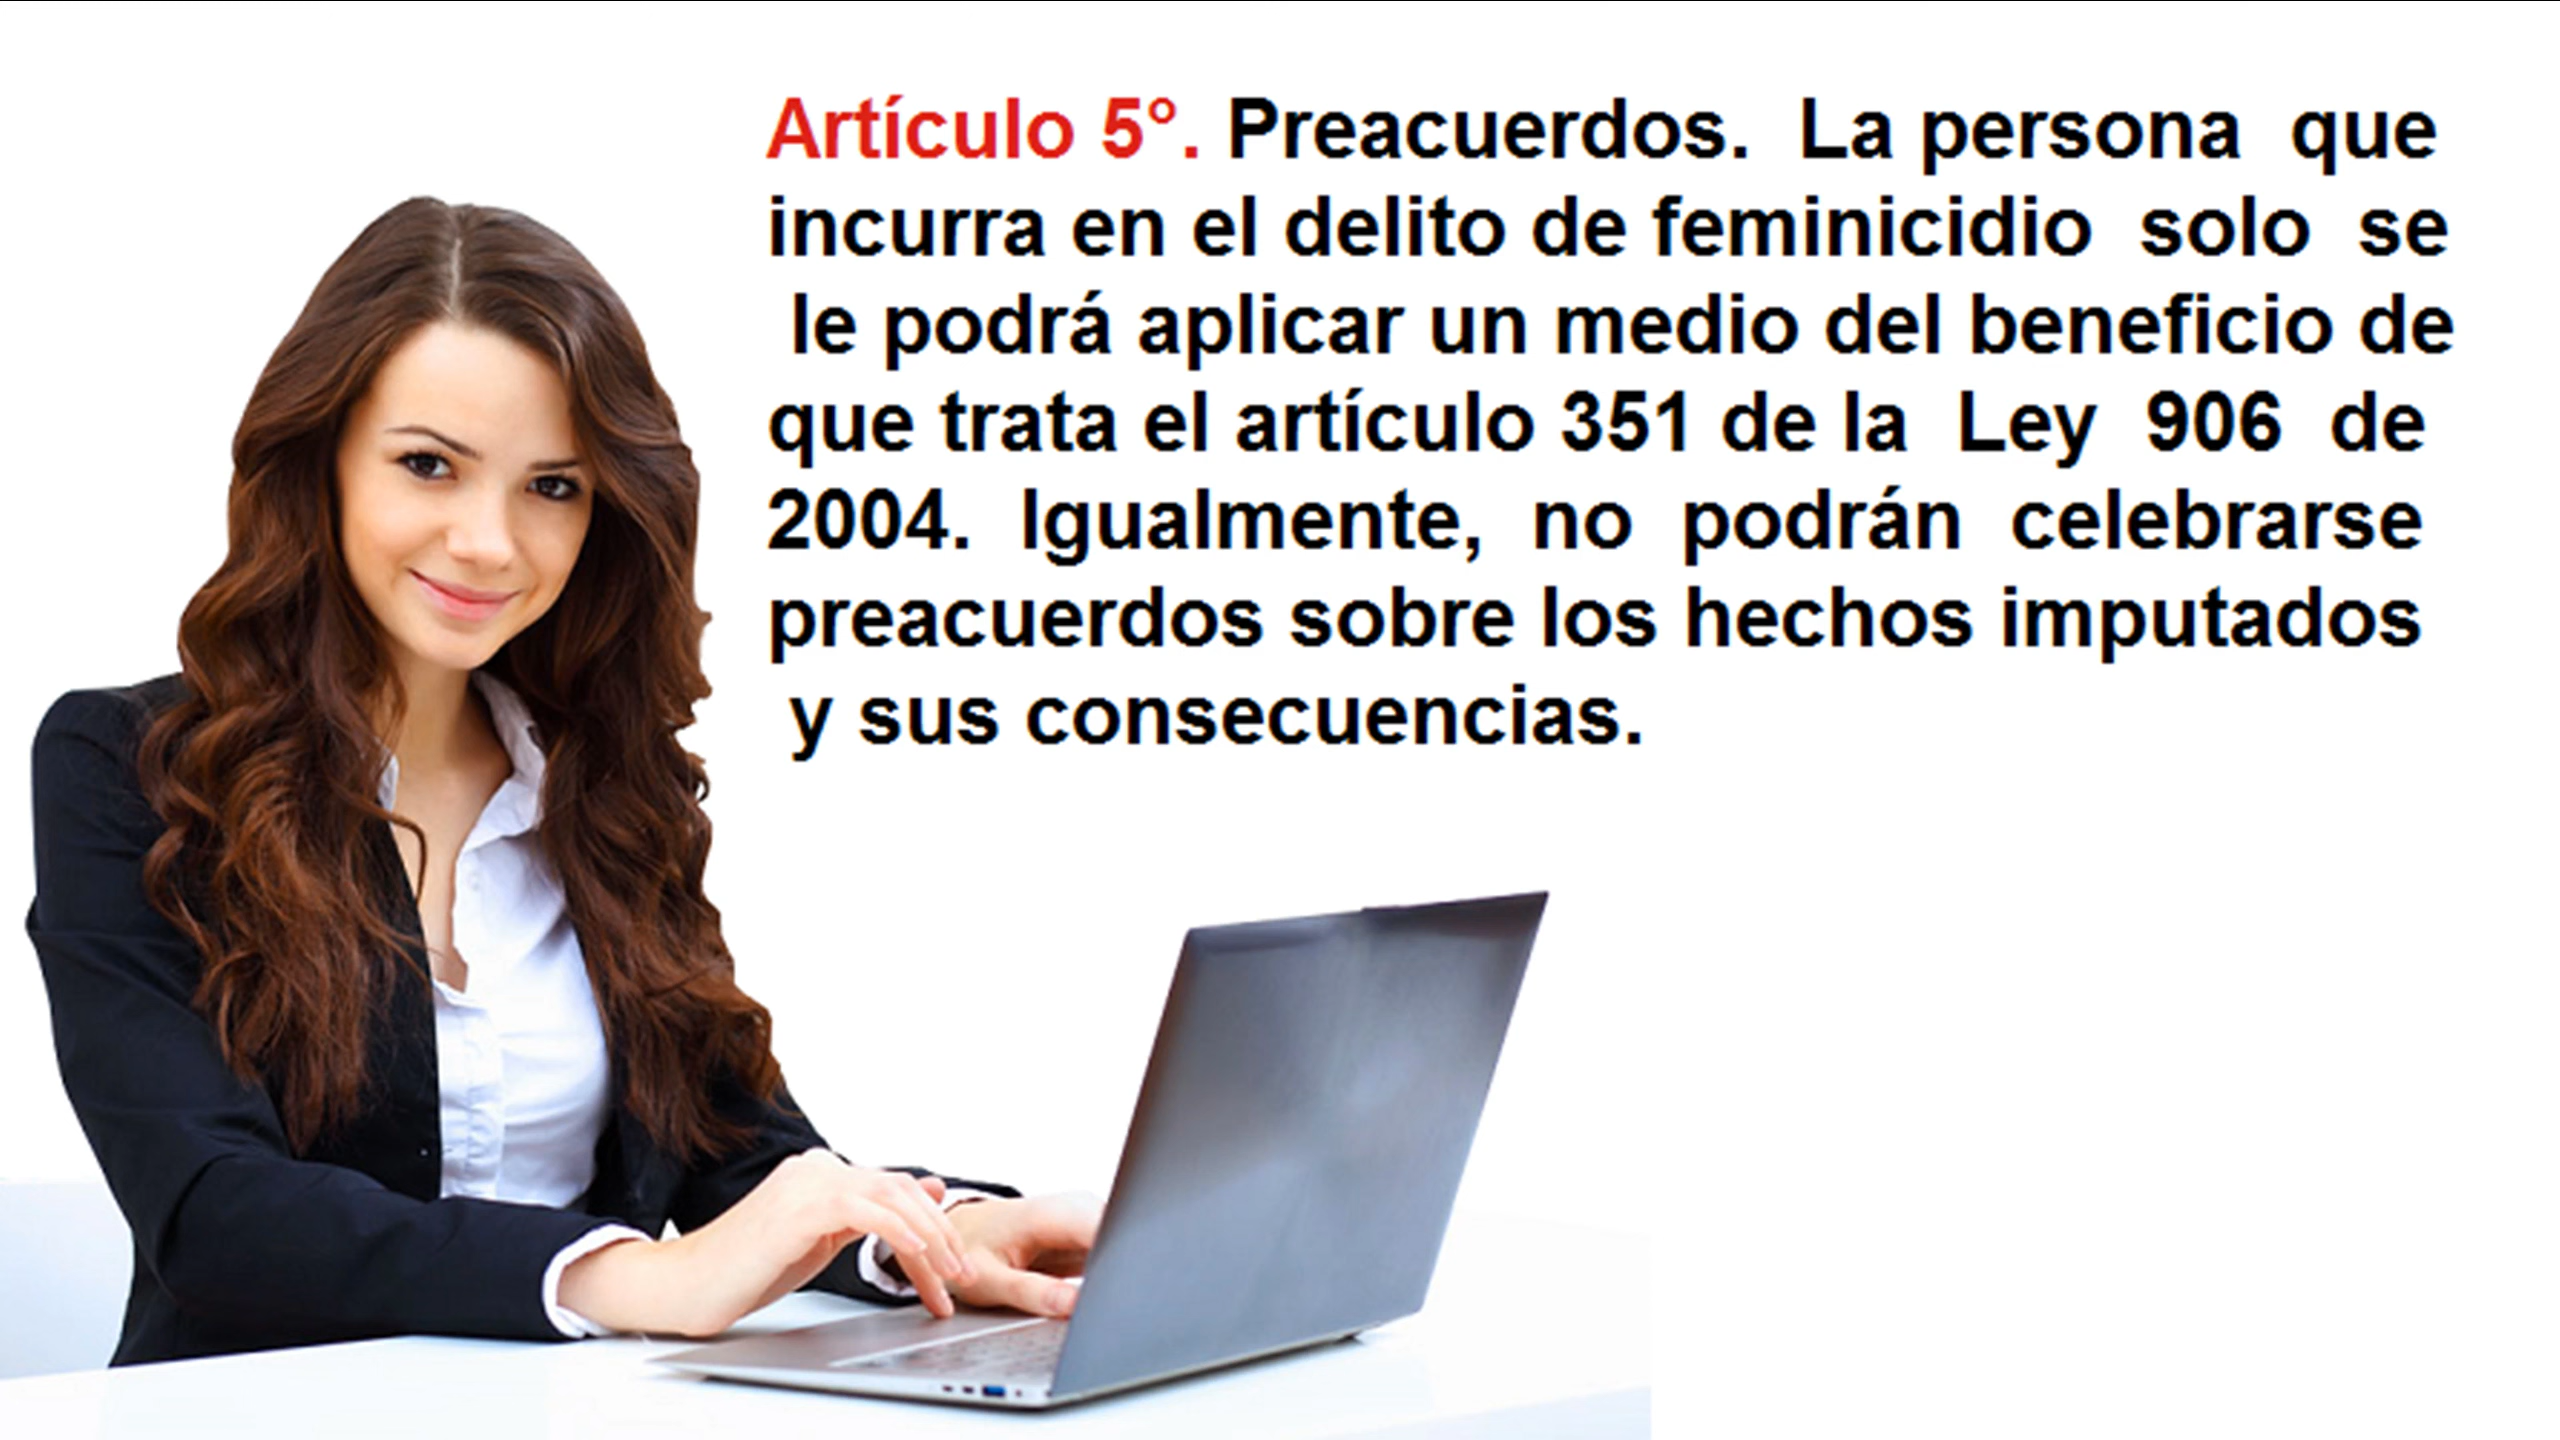 Artículo 5°. Preacuerdos. La persona que
incurra en el delito de feminicidio solo se
le podrá aplicar un medio del beneficio de
que trata el artículo 351 de la Ley 906 de
2004. Igualmente, no podrán celebrarse
preacuerdos sobre los hechos imputados
y sus consecuencias.